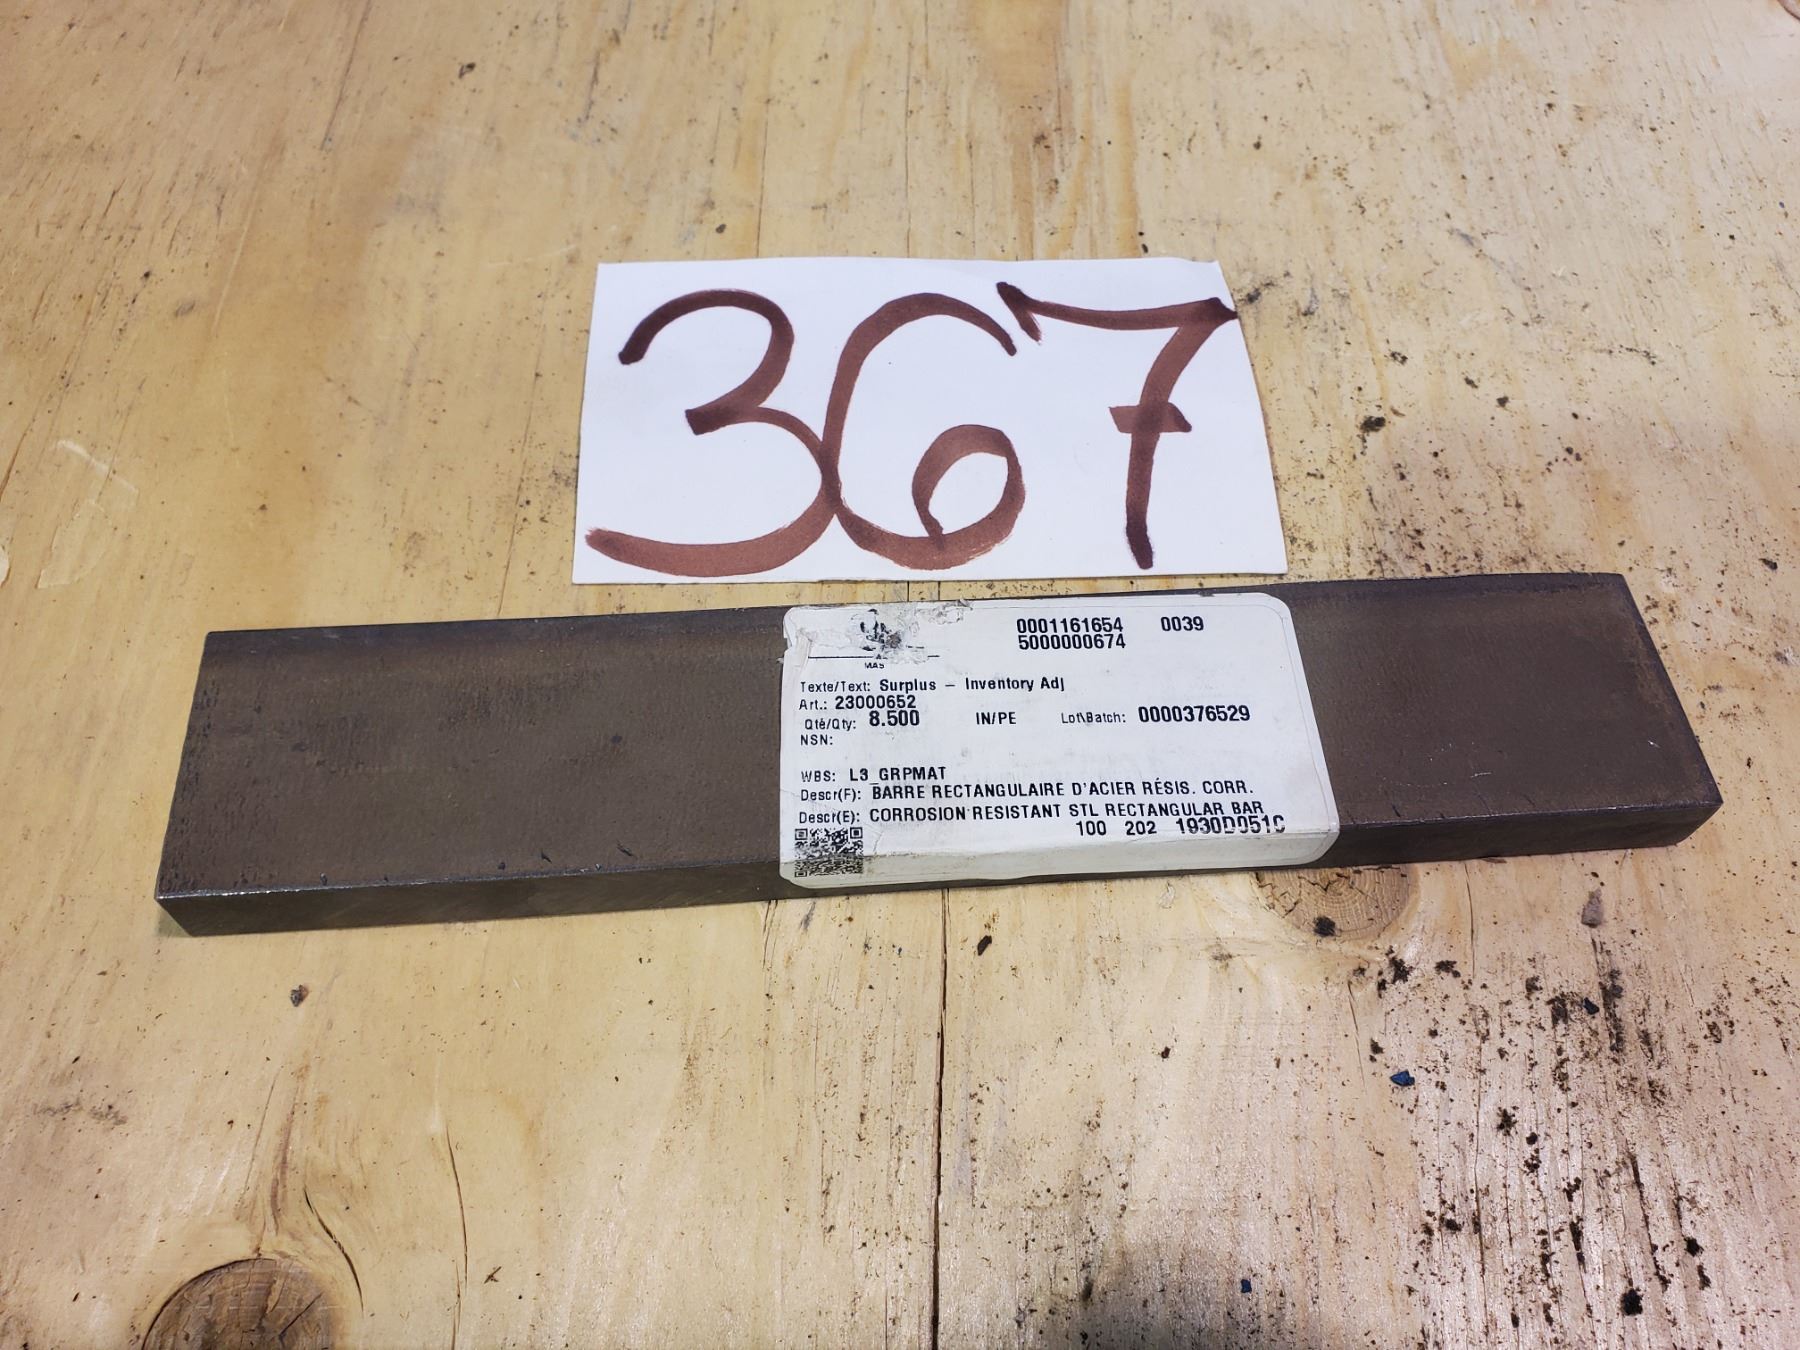 367
0001161654 0039
5000000674
MAS
Texte/Text: Surplus - Inventory Adj
Art.: 23000652
Qté/Qty: 8.500 IN/PE Lot\Batch: 0000376529
NSN:
WBS: L3_GRPMAT
Descr(F): BARRE RECTANGULAIRE D'ACIER RÉSIS. CORR.
Descr(E): CORROSION RESISTANT STL RECTANGULAR BAR
100 202